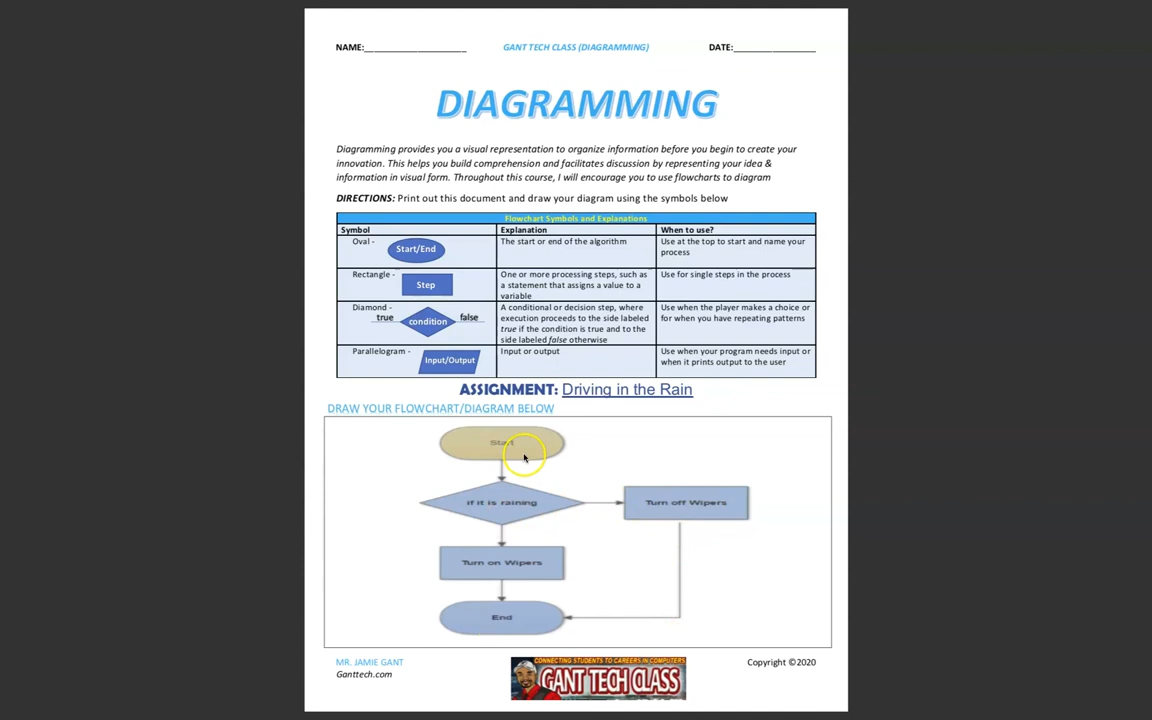 NAME:____________________ GANT TECH CLASS (DIAGRAMMING) DATE:________________
DIAGRAMMING
Diagramming provides you a visual representation to organize information before you begin to create your
innovation. This helps you build comprehension and facilitates discussion by representing your idea &
information in visual form. Throughout this course, I will encourage you to use flowcharts to diagram
DIRECTIONS: Print out this document and draw your diagram using the symbols below
Flowchart Symbols and Explanations
Symbol Explanation When to use?
Oval - Start/End
The start or end of the algorithm
Use at the top to start and name your
process
Rectangle - Step
One or more processing steps, such as
a statement that assigns a value to a
variable
Use for single steps in the process
Diamond -
true condition false
A conditional or decision step, where
execution proceeds to the side labeled
true if the condition is true and to the
side labeled false otherwise
Use when the player makes a choice or
for when you have repeating patterns
Parallelogram - Input/Output
Input or output
Use when your program needs input or
when it prints output to the user
ASSIGNMENT: Driving in the Rain
DRAW YOUR FLOWCHART/DIAGRAM BELOW
Start
if it is raining
Turn off Wipers
Turn on Wipers
End
MR. JAMIE GANT
Ganttech.com
CONNECTING STUDENTS TO CAREERS IN COMPUTERS
GANT TECH CLASS
Copyright ©2020